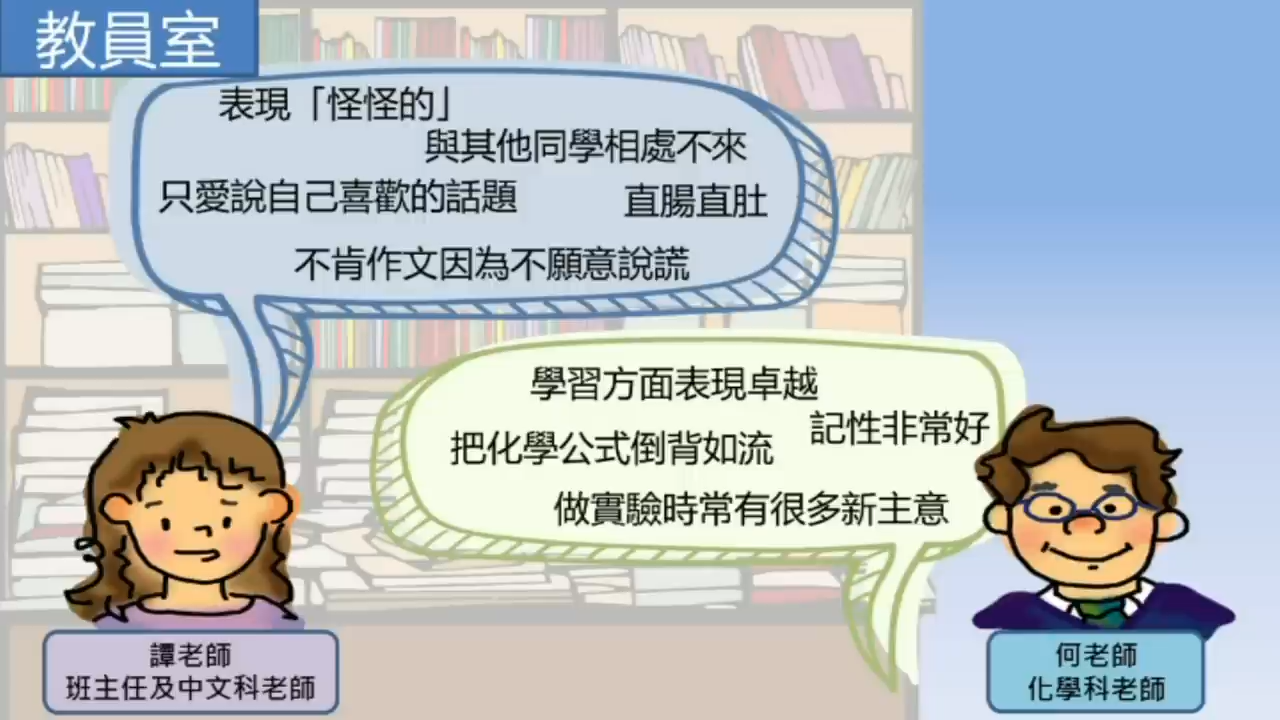 教員室
表現「怪怪的」
與其他同學相處不來
只愛說自己喜歡的話題
直腸直肚
不肯作文因為不願意說謊
學習方面表現卓越
記性非常好
把化學公式倒背如流
做實驗時常有很多新主意
譚老師
班主任及中文科老師
何老師
化學科老師